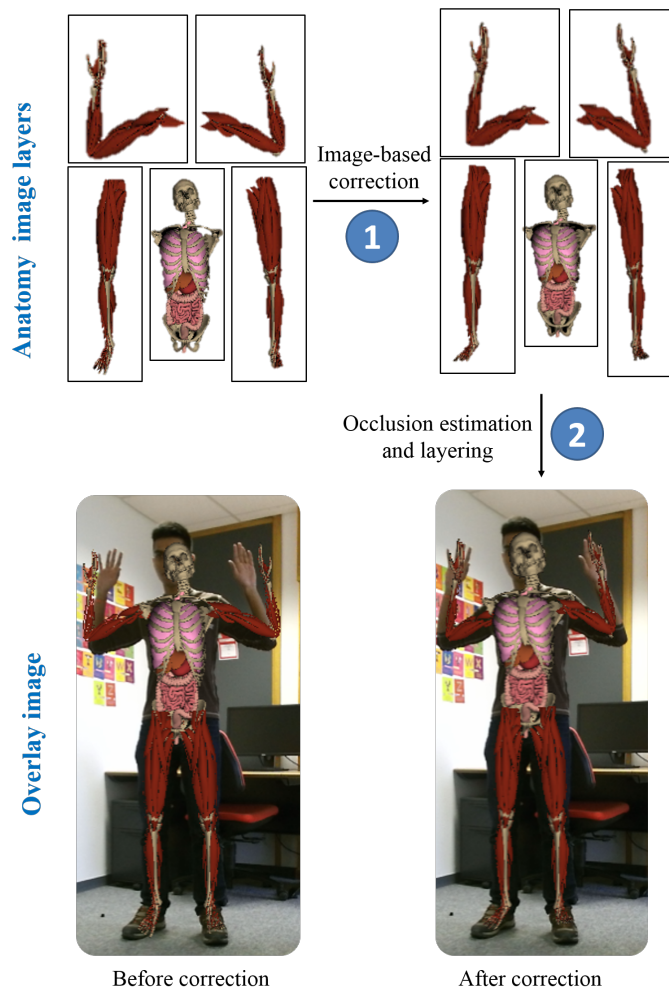 Anatomy image layers
Image-based
correction
1
Occlusion estimation
and layering
2
Overlay image
Before correction
After correction